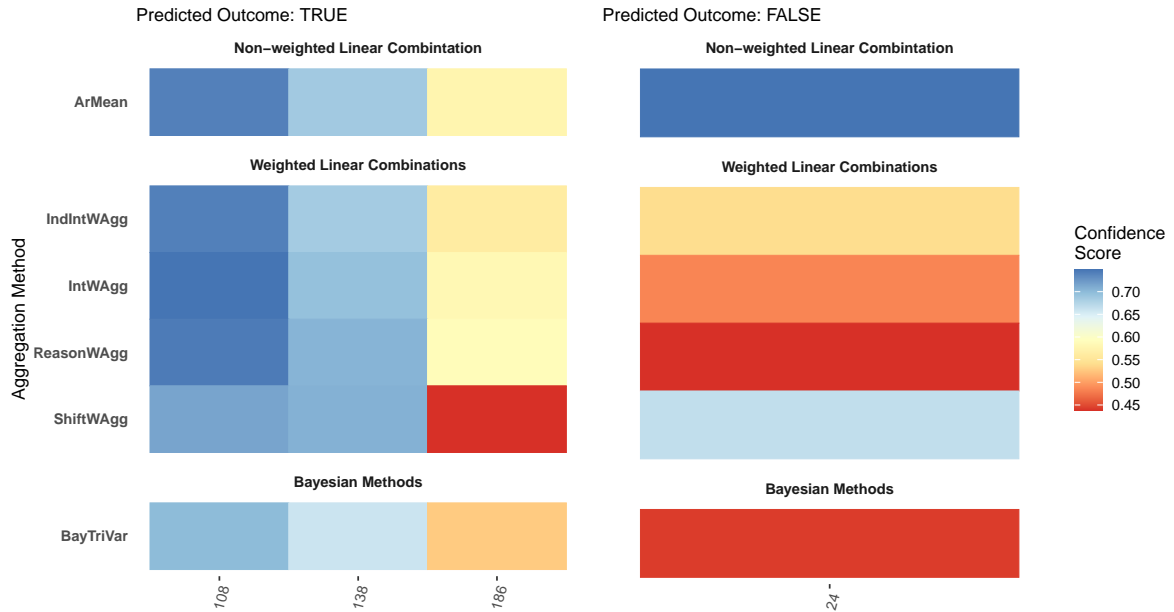 Predicted Outcome: TRUE
Predicted Outcome: FALSE
Non−weighted Linear Combintation
Non−weighted Linear Combintation
ArMean
Weighted Linear Combinations
Weighted Linear Combinations
IndIntWAgg
IntWAgg
ReasonWAgg
ShiftWAgg
Aggregation Method
Confidence
Score
0.70
0.65
0.60
0.55
0.50
0.45
Bayesian Methods
Bayesian Methods
BayTriVar
108
138
186
24